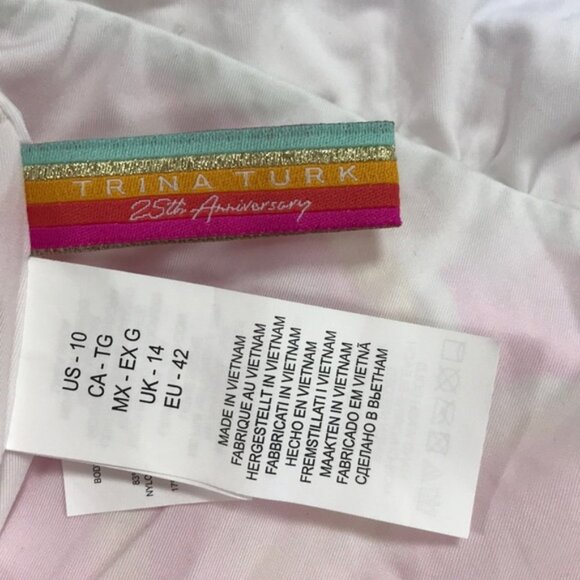 TRINA TURK
25th Anniversary
US - 10
CA - TG
MX - EX G
UK - 14
EU - 42
MADE IN VIETNAM
FABRIQUE AU VIETNAM
HERGESTELLT IN VIETNAM
FABBRICATI IN VIETNAM
HECHO EN VIETNAM
FREMSTILLATI I VIETNAM
MAAKTEN IN VIETNAM
FABRICADO EM VIETNÃ
СДЕЛАНО В ВЬЕТНАМ